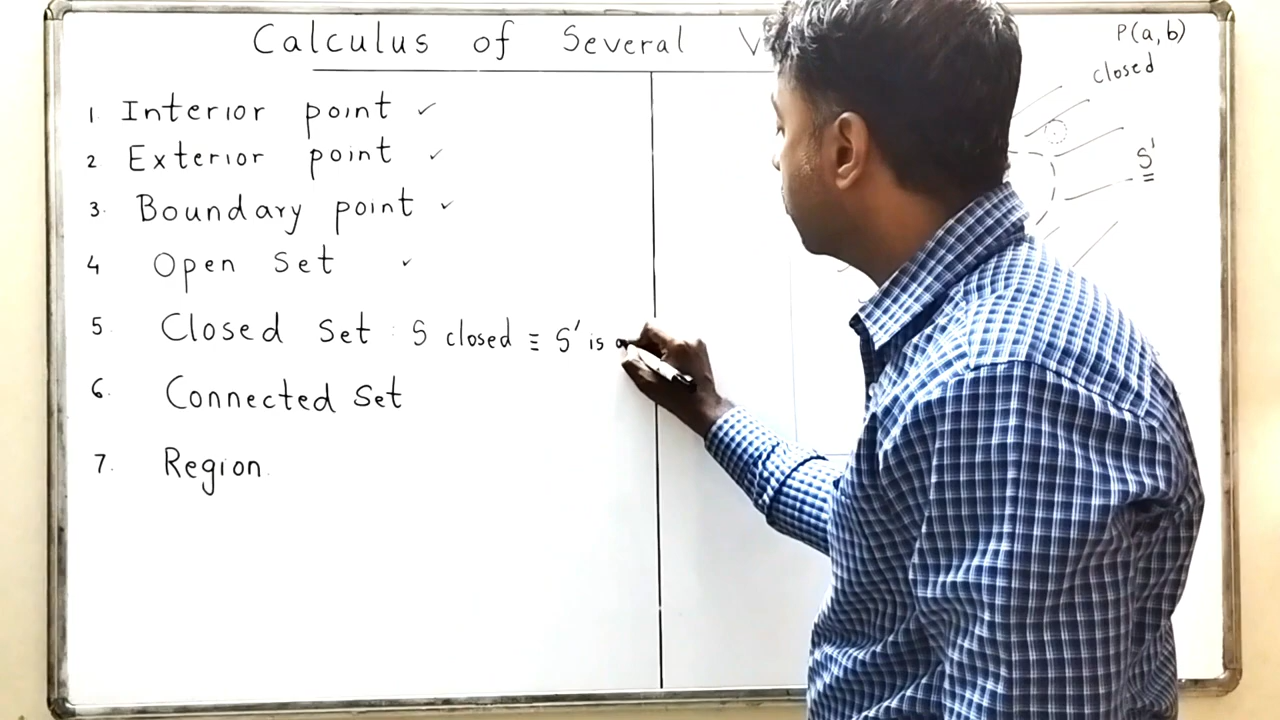 Calculus of Several
1. Interior point ✓
2 Exterior point ✓
3. Boundary point ✓
4 Open Set ✓
5. Closed Set : S closed ≡ S' is
6. Connected Set
7. Region.
P(a,b)
closed
S'